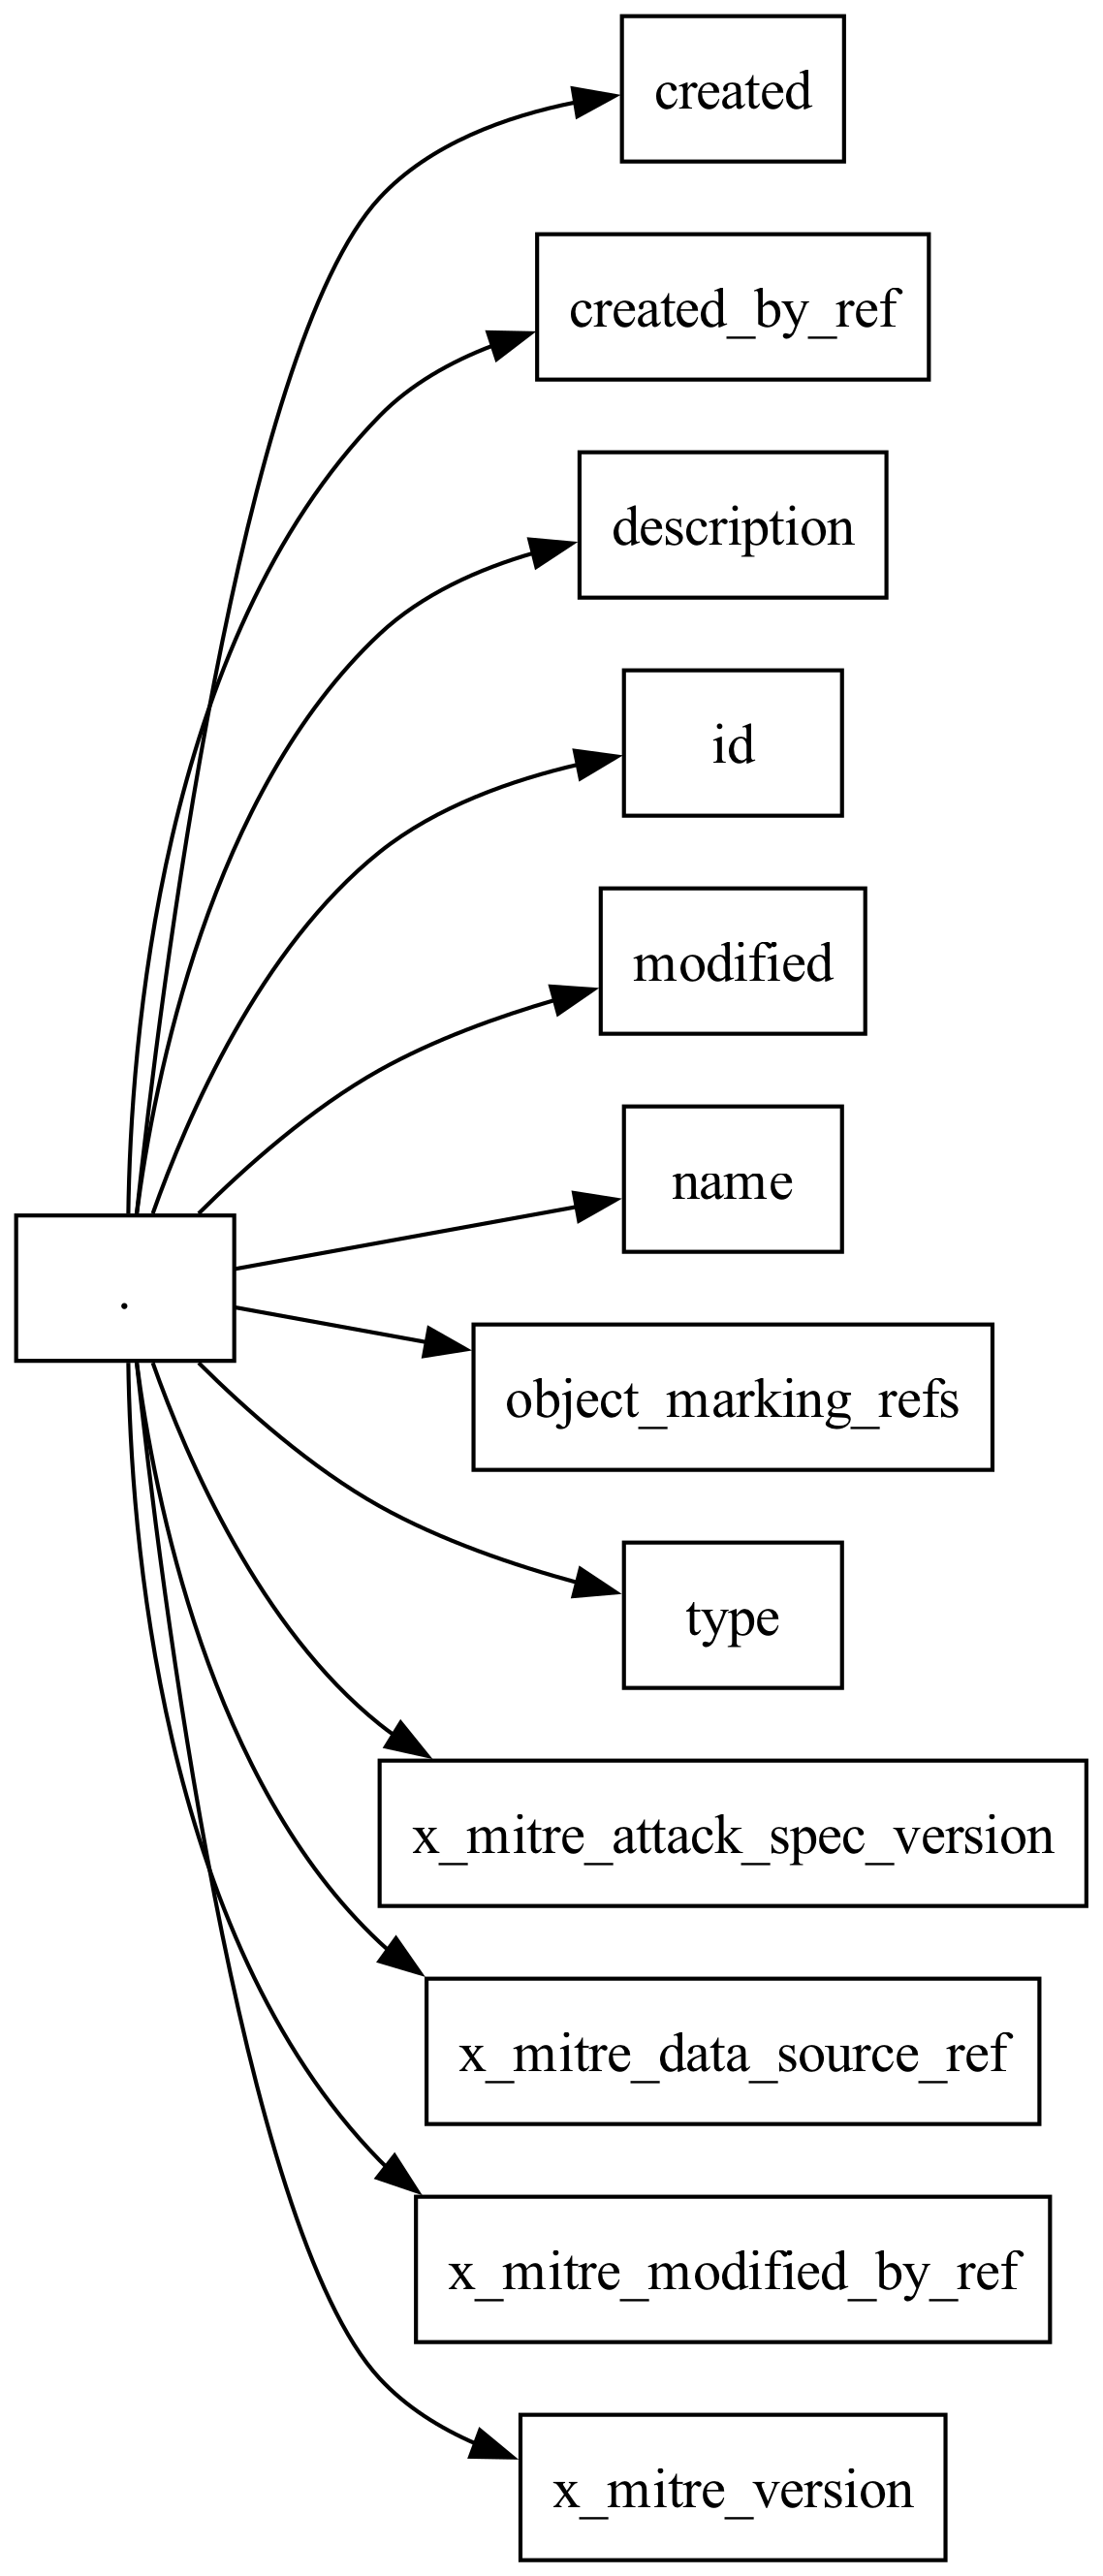 created
created_by_ref
description
id
modified
name
.
object_marking_refs
type
x_mitre_attack_spec_version
x_mitre_data_source_ref
x_mitre_modified_by_ref
x_mitre_version